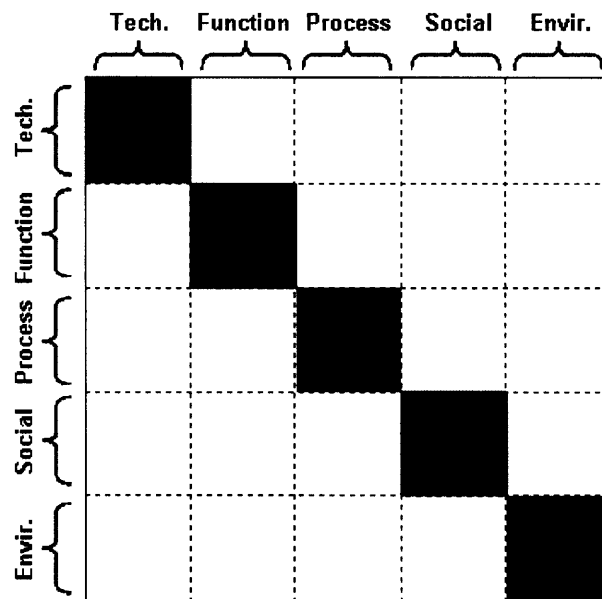 Tech. Function Process Social Envir.
Tech.
Function
Process
Social
Envir.